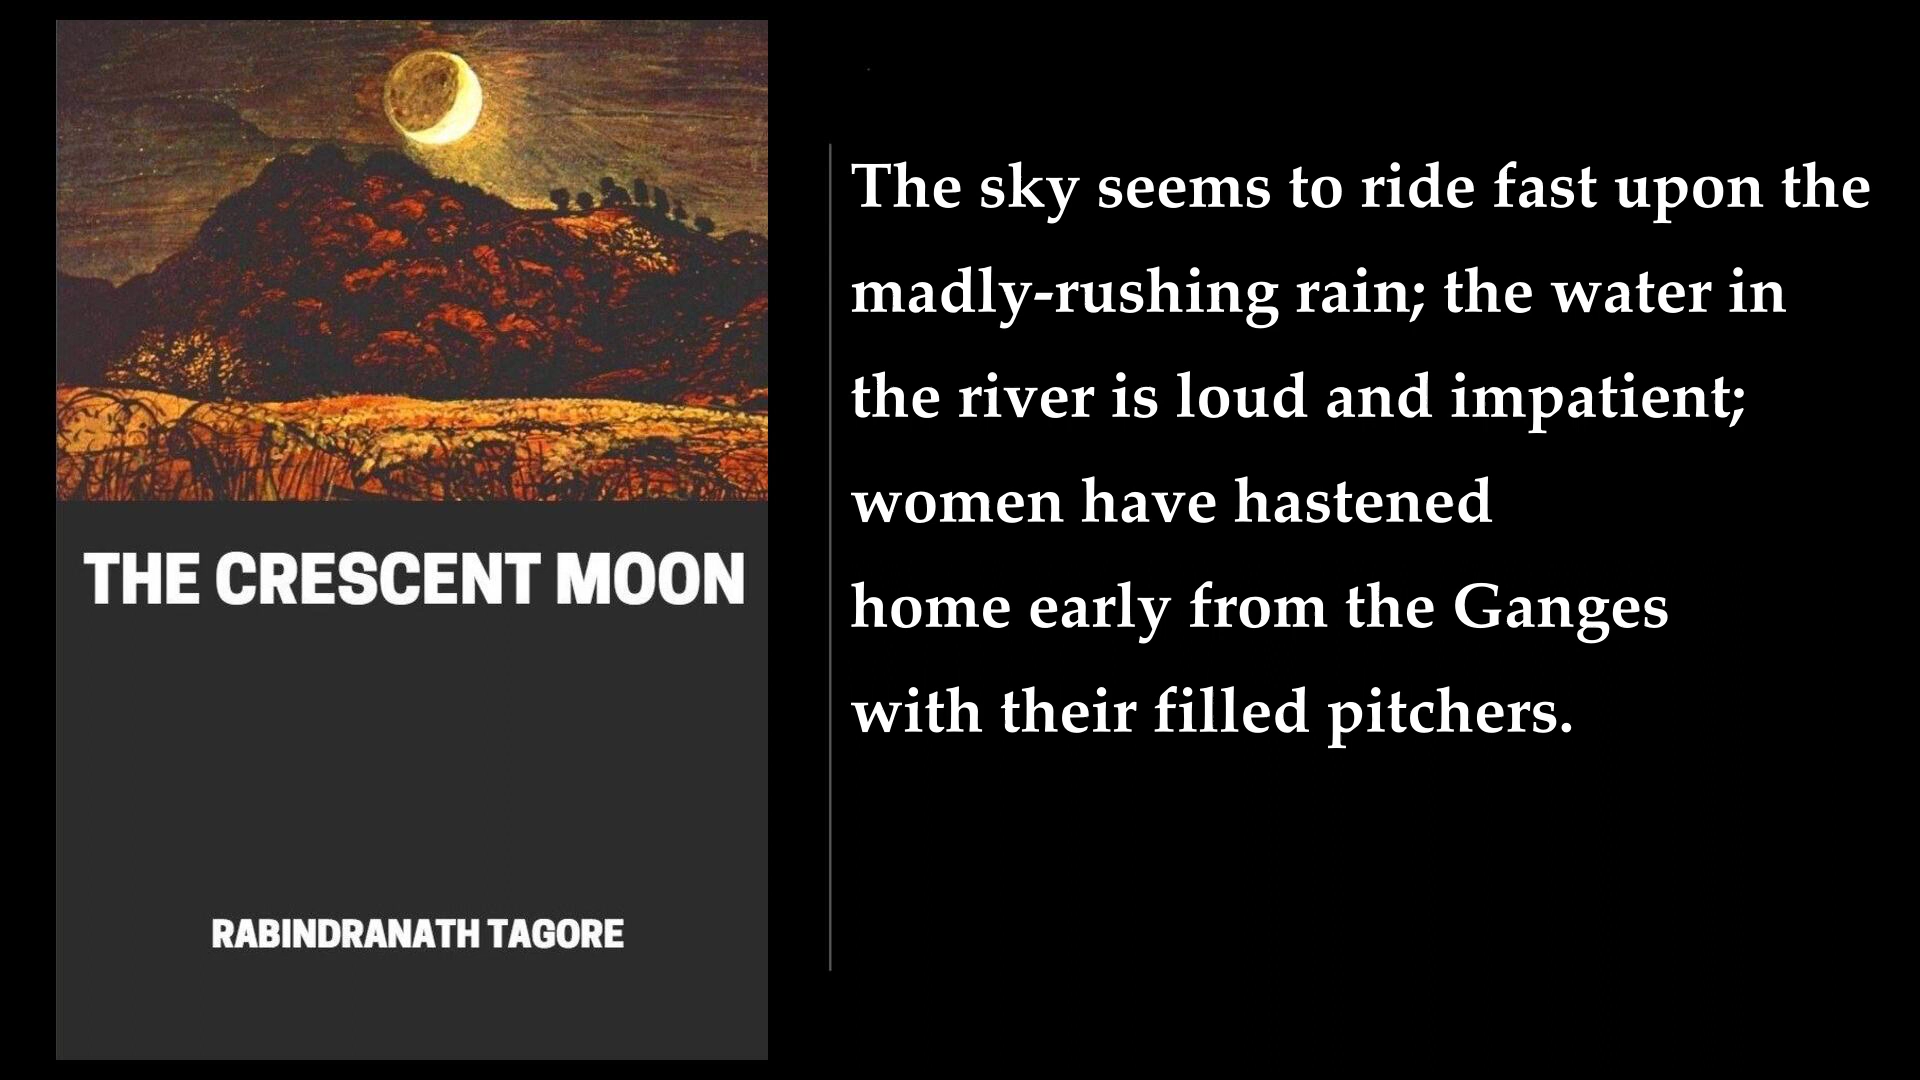 THE CRESCENT MOON
RABINDRANATH TAGORE
The sky seems to ride fast upon the
madly-rushing rain; the water in
the river is loud and impatient;
women have hastened
home early from the Ganges
with their filled pitchers.